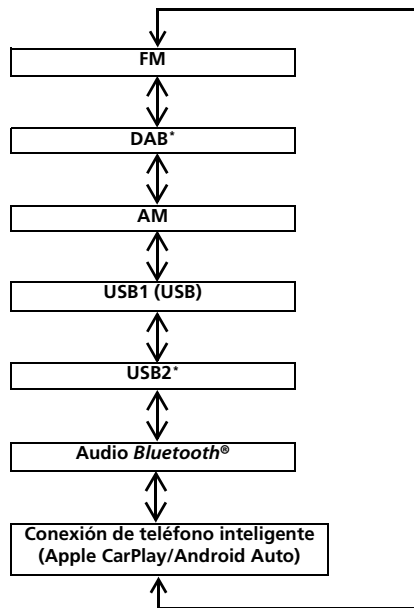 FM
DAB*
AM
USB1 (USB)
USB2*
Audio Bluetooth®
Conexión de teléfono inteligente
(Apple CarPlay/Android Auto)